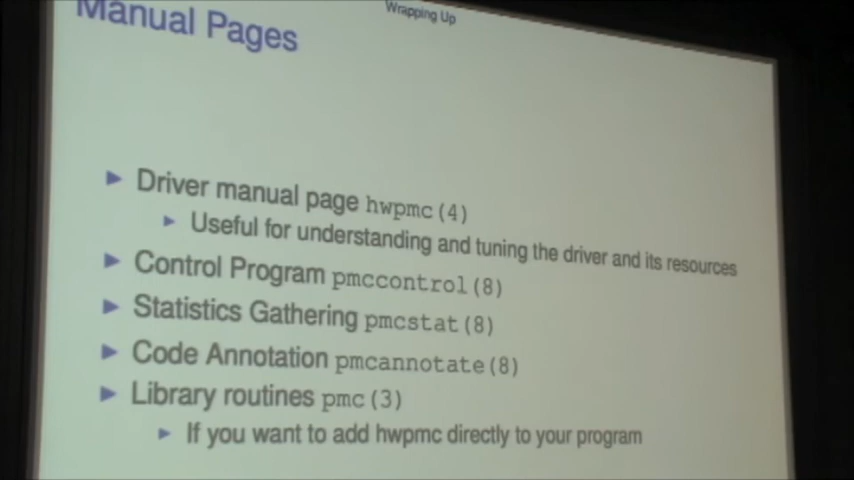 Wrapping Up
Manual Pages
Driver manual page hwpmc(4)
Useful for understanding and tuning the driver and its resources
Control Program pmccontrol(8)
Statistics Gathering pmcstat(8)
Code Annotation pmcannotate(8)
Library routines pmc(3)
If you want to add hwpmc directly to your program